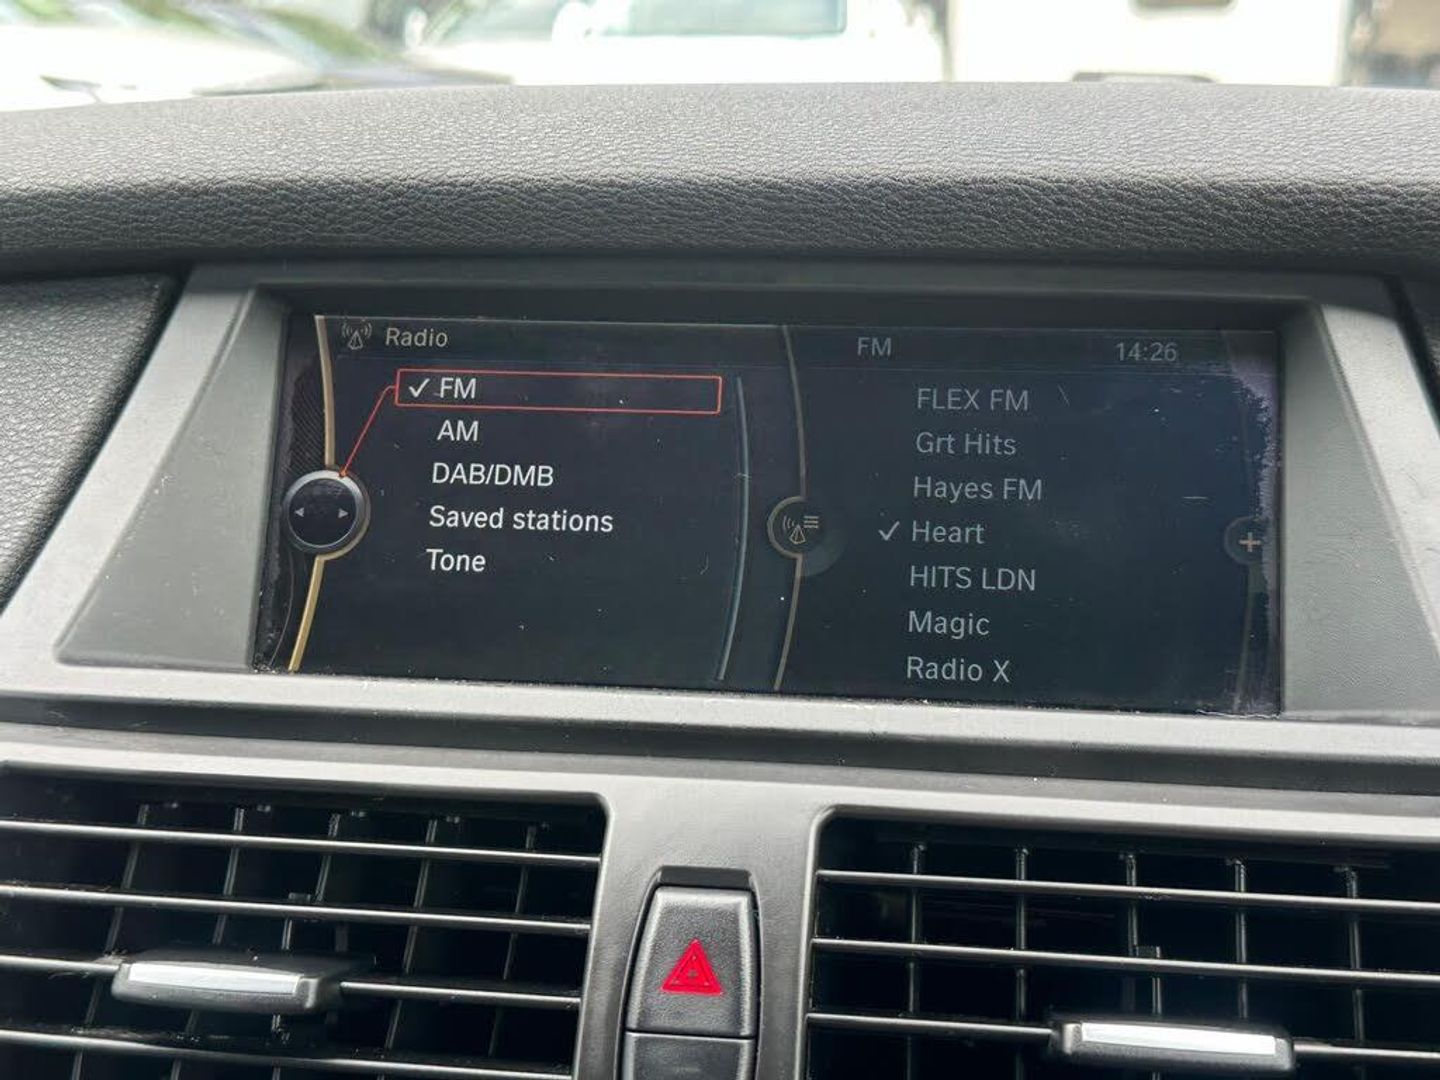 Radio
✓ FM
AM
DAB/DMB
Saved stations
Tone
FM 14:26
FLEX FM
Grt Hits
Hayes FM
✓ Heart
HITS LDN
Magic
Radio X